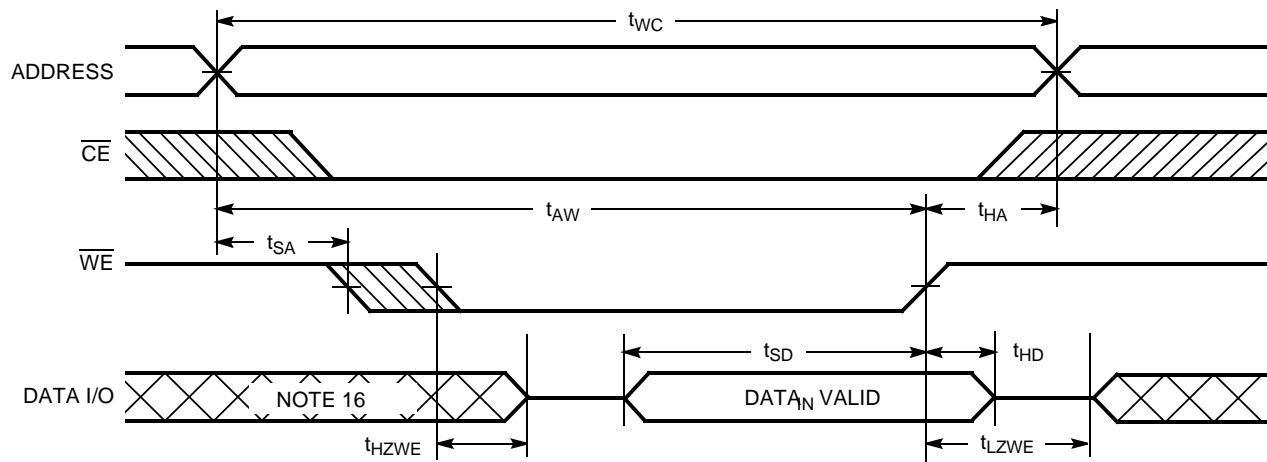 tWC
ADDRESS
CE
tAW
tHA
tSA
WE
tSD
tHD
DATA I/O
NOTE 16
DATAIN VALID
tHZWE
tLZWE